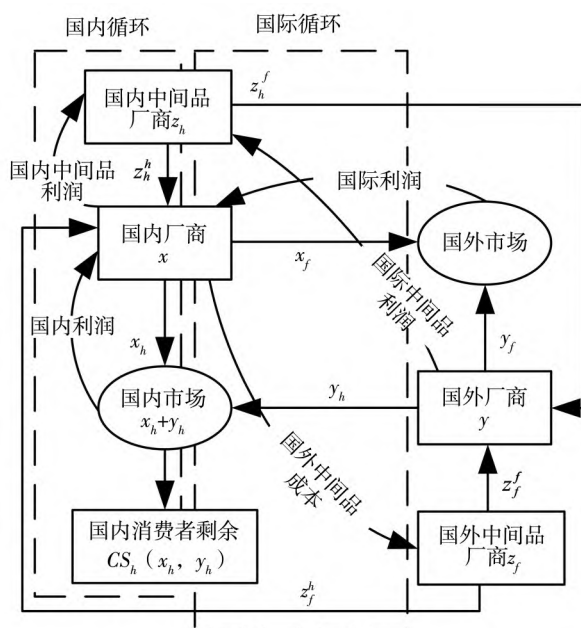 国内循环
国际循环
国内中间品
厂商z_h
z_h^f
国内中间品
利润
z_h^h
国际利润
国内厂商
x
x_f
国外市场
国际中间品
利润
国内利润
x_h
y_f
国内市场
x_h+y_h
y_h
国外厂商
y
国外中间品
成本
z_f^f
国内消费者剩余
CS_h（x_h，y_h）
国外中间品
厂商z_f
z_f^h